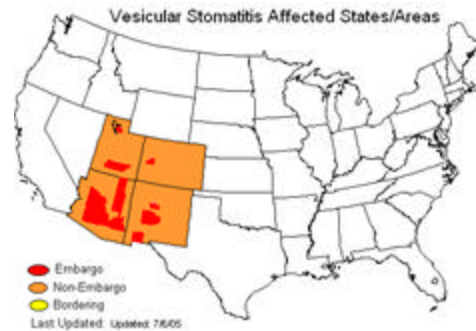 Vesicular Stomatitis Affected States/Areas
Embargo
Non-Embargo
Bordering
Last Updated: Updated: 7/6/05